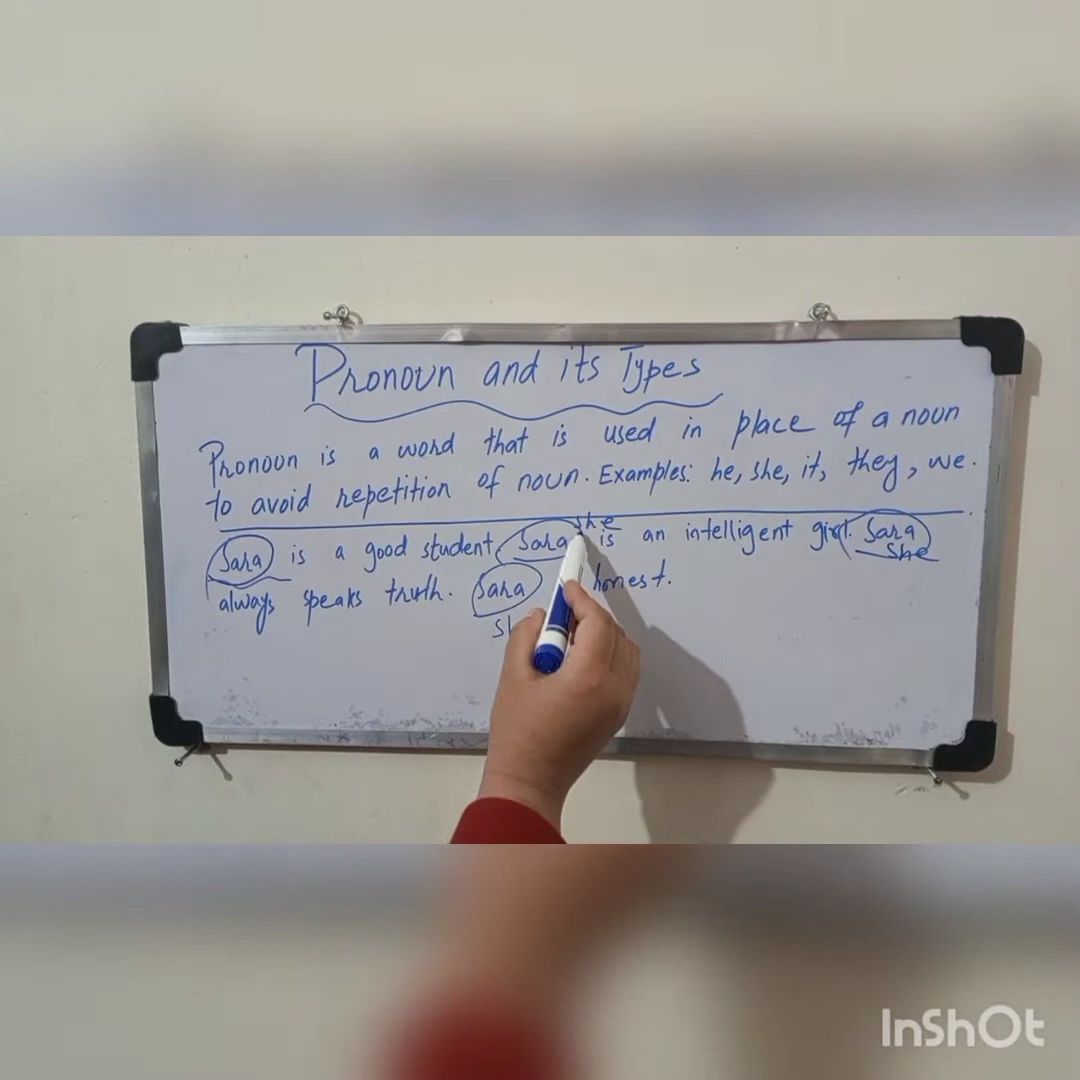 Pronoun and its Types
Pronoun is a word that is used in place of a noun
to avoid repetition of noun. Examples: he, she, it, they, we.
she
Sara is a good student. Sara is an intelligent girl. Sara
she
always speaks truth. Sara honest.
InShOt